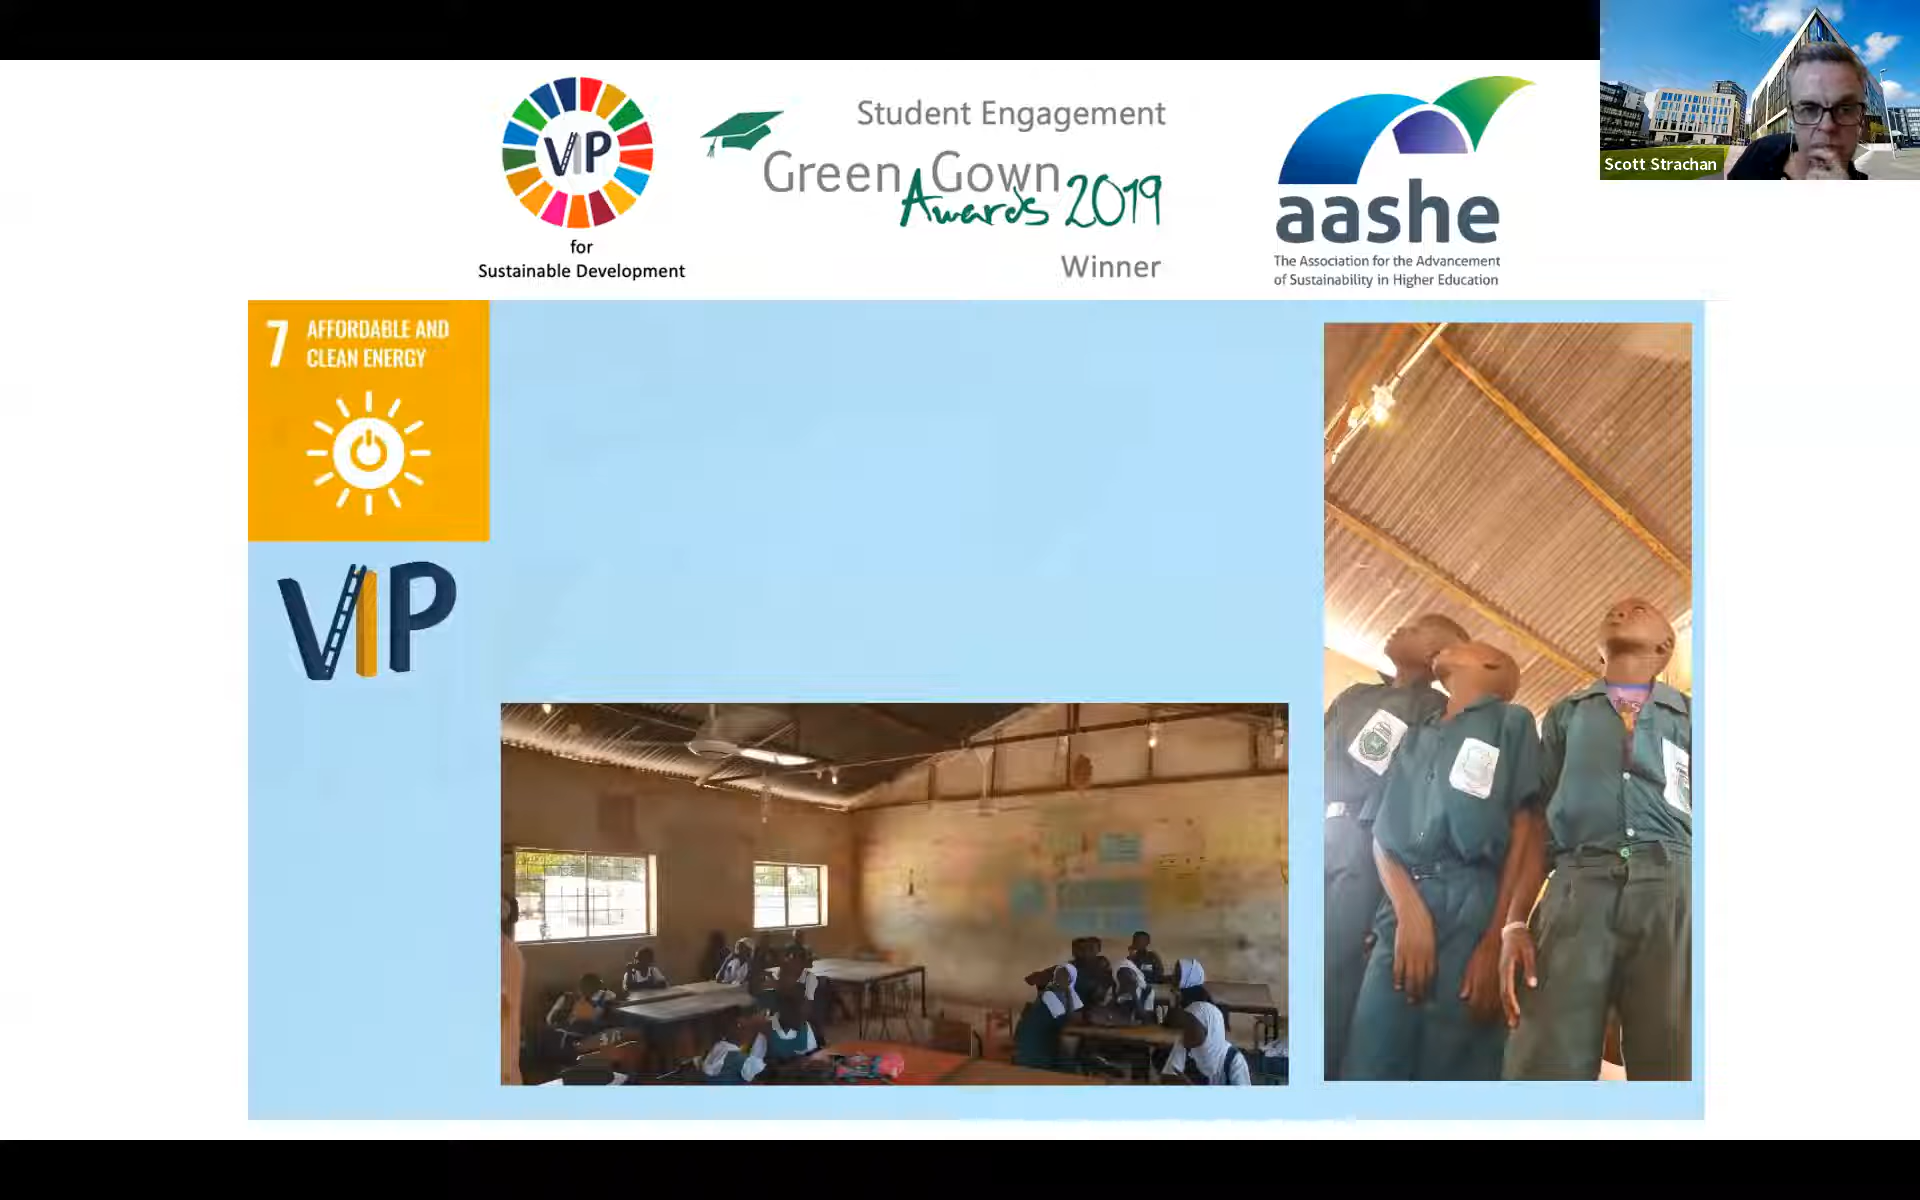 VIP
for
Sustainable Development
Student Engagement
Green Gown
Awards 2019
Winner
aashe
The Association for the Advancement
of Sustainability in Higher Education
Scott Strachan
7 AFFORDABLE AND
CLEAN ENERGY
VIP